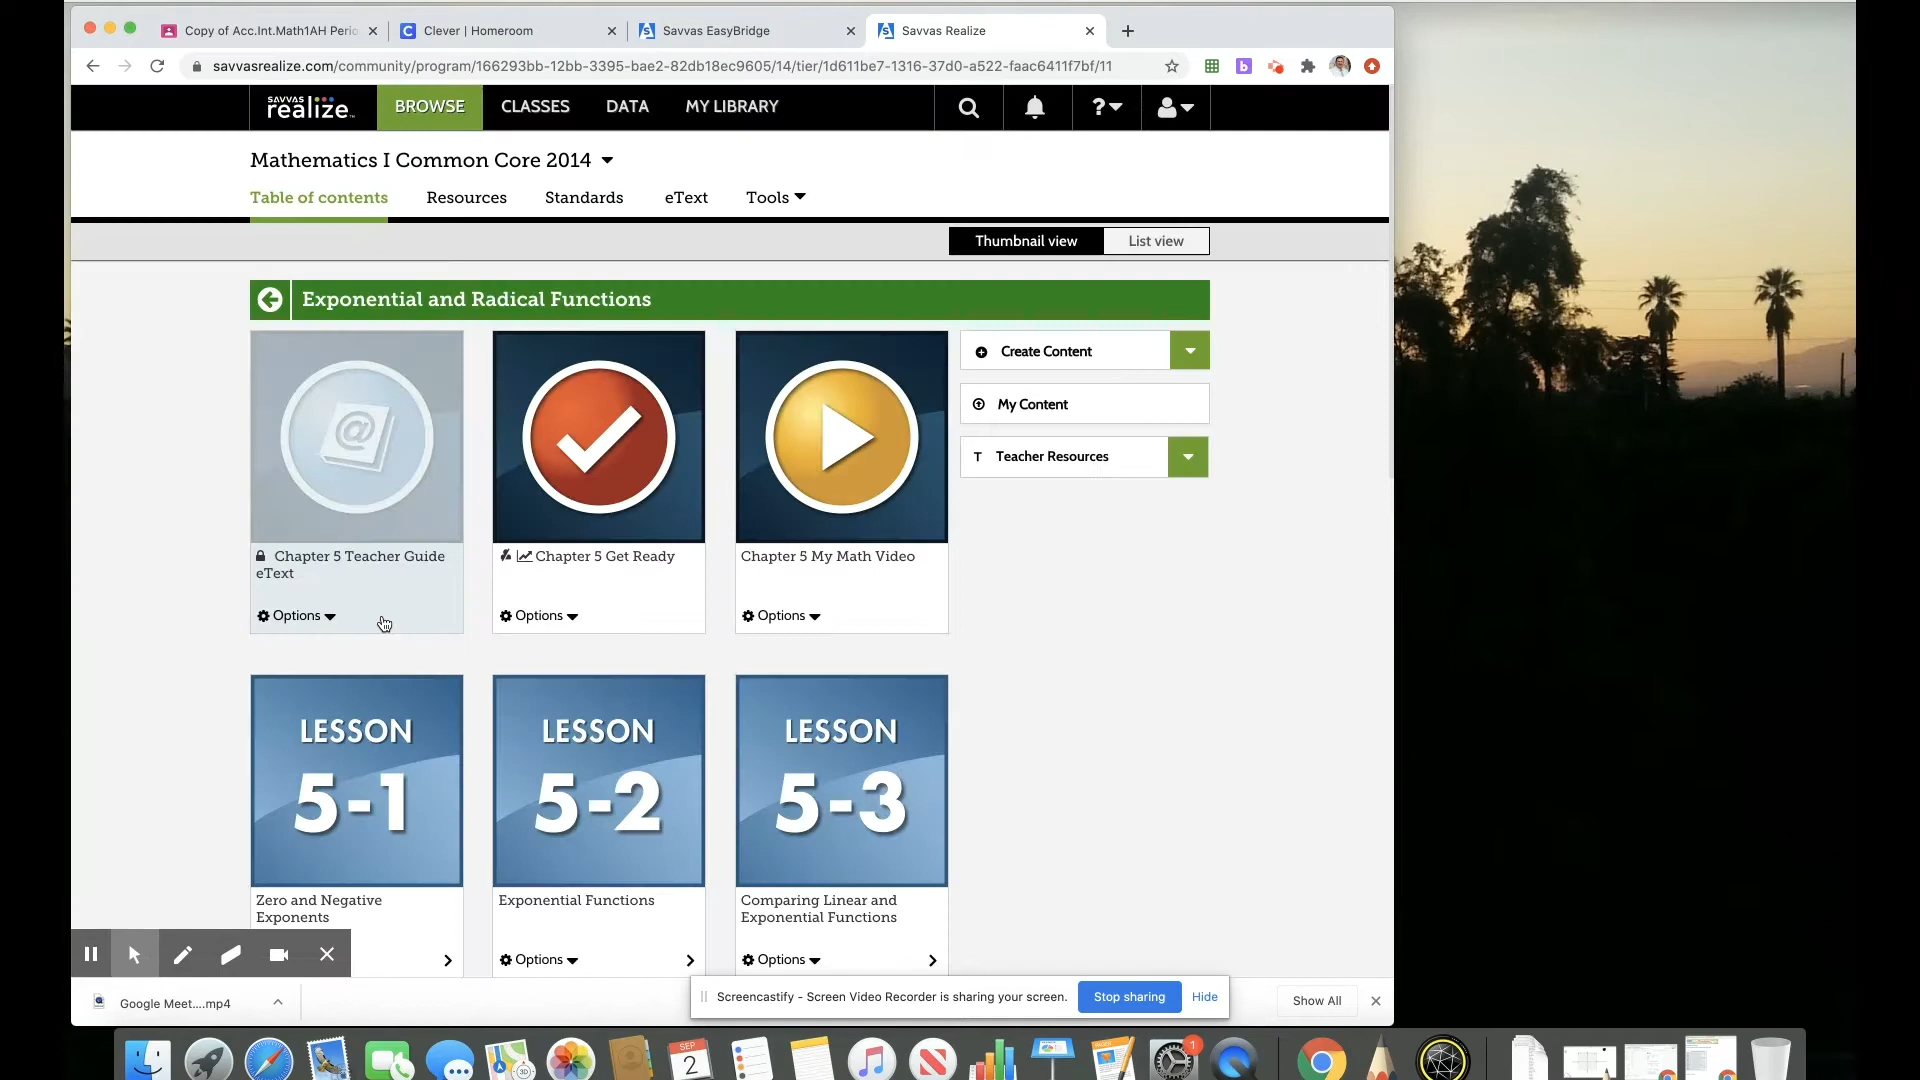 Copy of Acc.Int.Math1AH Perio
Clever | Homeroom
Savvas EasyBridge
Savvas Realize
savvasrealize.com/community/program/166293bb-12bb-3395-bae2-82db18ec9605/14/tier/1d611be7-1316-37d0-a522-faac6411f7bf/11
SAVVAS
realize
BROWSE
CLASSES
DATA
MY LIBRARY
?
Mathematics I Common Core 2014
Table of contents
Resources
Standards
eText
Tools
Thumbnail view
List view
Exponential and Radical Functions
Create Content
My Content
T Teacher Resources
@
Chapter 5 Teacher Guide
eText
Options
Chapter 5 Get Ready
Options
Chapter 5 My Math Video
Options
LESSON
5-1
Zero and Negative
Exponents
LESSON
5-2
Exponential Functions
Options
LESSON
5-3
Comparing Linear and
Exponential Functions
Options
Google Meet....mp4
Screencastify - Screen Video Recorder is sharing your screen.
Stop sharing
Hide
Show All
SEP
2
3D
1